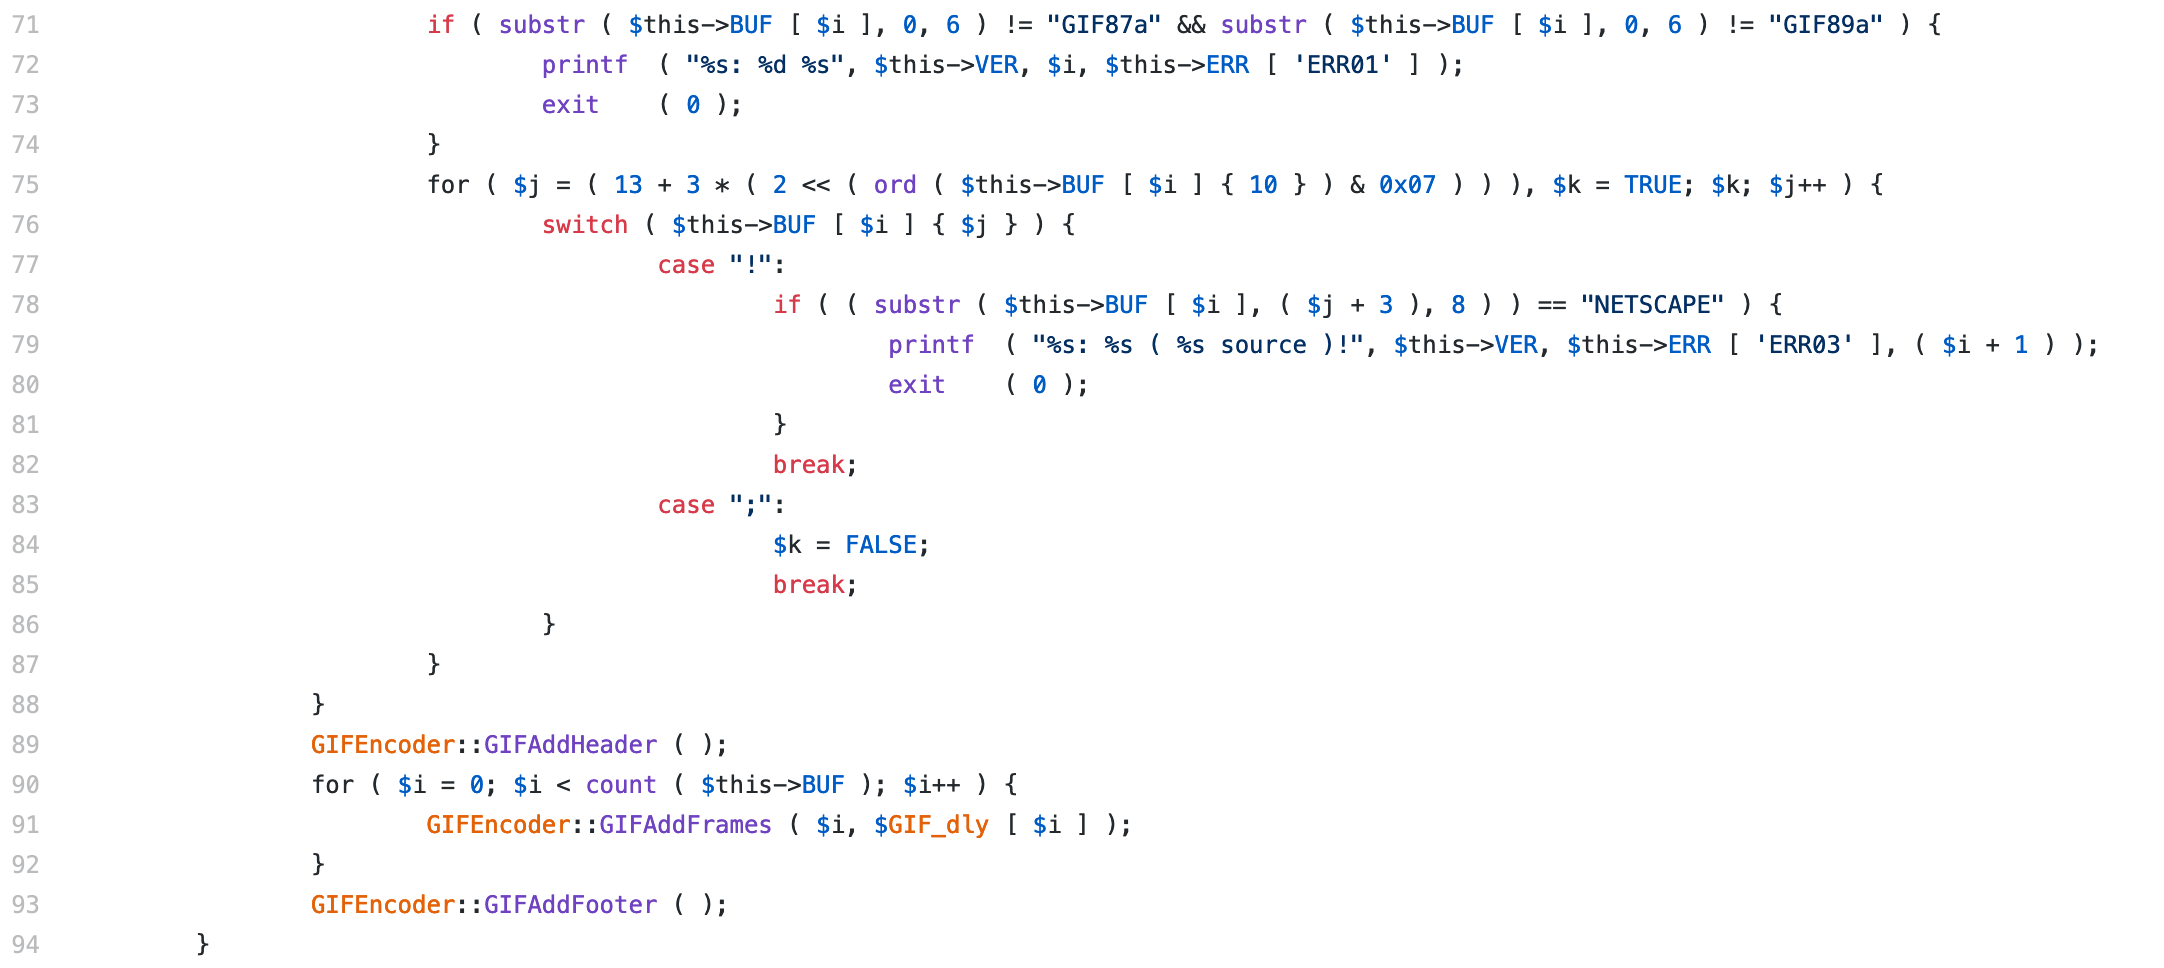 71 if ( substr ( $this->BUF [ $i ], 0, 6 ) != "GIF87a" && substr ( $this->BUF [ $i ], 0, 6 ) != "GIF89a" ) {
72 printf ( "%s: %d %s", $this->VER, $i, $this->ERR [ 'ERR01' ] );
73 exit ( 0 );
74 }
75 for ( $j = ( 13 + 3 * ( 2 << ( ord ( $this->BUF [ $i ] { 10 } ) & 0x07 ) ) ), $k = TRUE; $k; $j++ ) {
76 switch ( $this->BUF [ $i ] { $j } ) {
77 case "!":
78 if ( ( substr ( $this->BUF [ $i ], ( $j + 3 ), 8 ) ) == "NETSCAPE" ) {
79 printf ( "%s: %s ( %s source )!", $this->VER, $this->ERR [ 'ERR03' ], ( $i + 1 ) );
80 exit ( 0 );
81 }
82 break;
83 case ";":
84 $k = FALSE;
85 break;
86 }
87 }
88 }
89 GIFEncoder::GIFAddHeader ( );
90 for ( $i = 0; $i < count ( $this->BUF ); $i++ ) {
91 GIFEncoder::GIFAddFrames ( $i, $GIF_dly [ $i ] );
92 }
93 GIFEncoder::GIFAddFooter ( );
94 }